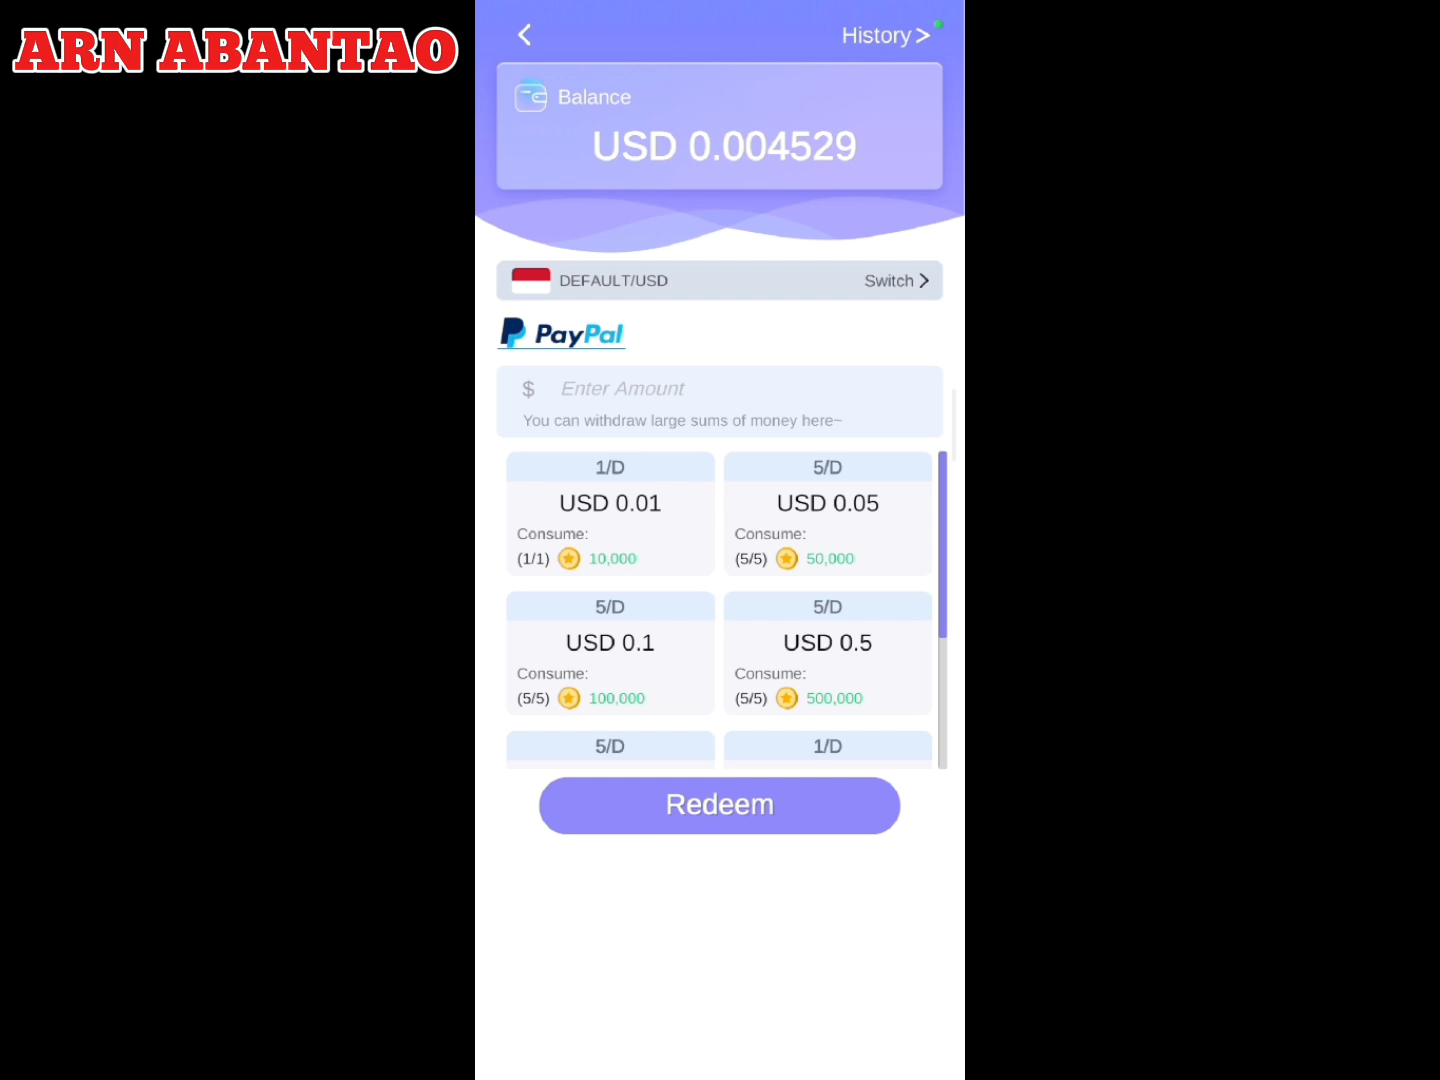 ARN ABANTAO
History >
Balance
USD 0.004529
DEFAULT/USD
Switch >
PayPal
$ Enter Amount
You can withdraw large sums of money here~
1/D
USD 0.01
Consume:
(1/1) 10,000
5/D
USD 0.05
Consume:
(5/5) 50,000
5/D
USD 0.1
Consume:
(5/5) 100,000
5/D
USD 0.5
Consume:
(5/5) 500,000
5/D
1/D
Redeem